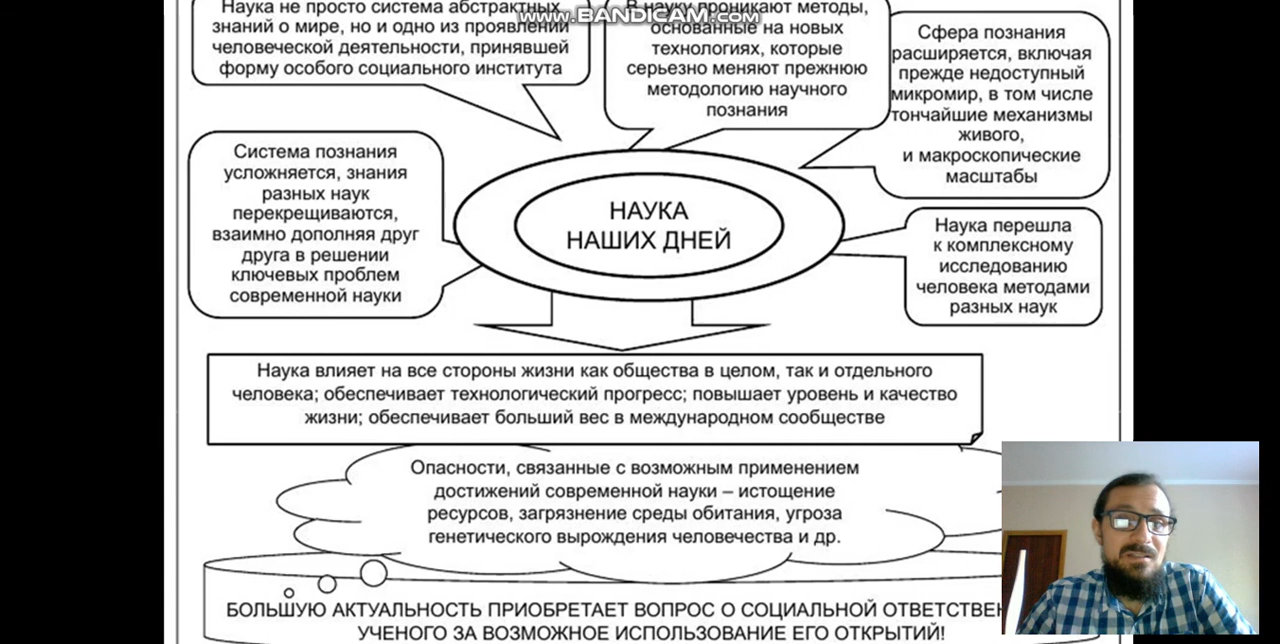 www.BANDICAM.com
Наука не просто система абстрактных
знаний о мире, но и одно из проявлений
человеческой деятельности, принявшей
форму особого социального института
В науку проникают методы,
основанные на новых
технологиях, которые
серьезно меняют прежнюю
методологию научного
познания
Сфера познания
расширяется, включая
прежде недоступный
микромир, в том числе
тончайшие механизмы
живого,
и макроскопические
масштабы
Система познания
усложняется, знания
разных наук
перекрещиваются,
взаимно дополняя друг
друга в решении
ключевых проблем
современной науки
НАУКА
НАШИХ ДНЕЙ
Наука перешла
к комплексному
исследованию
человека методами
разных наук
Наука влияет на все стороны жизни как общества в целом, так и отдельного
человека; обеспечивает технологический прогресс; повышает уровень и качество
жизни; обеспечивает больший вес в международном сообществе
Опасности, связанные с возможным применением
достижений современной науки – истощение
ресурсов, загрязнение среды обитания, угроза
генетического вырождения человечества и др.
БОЛЬШУЮ АКТУАЛЬНОСТЬ ПРИОБРЕТАЕТ ВОПРОС О СОЦИАЛЬНОЙ ОТВЕТСТВЕН
УЧЕНОГО ЗА ВОЗМОЖНОЕ ИСПОЛЬЗОВАНИЕ ЕГО ОТКРЫТИЙ!